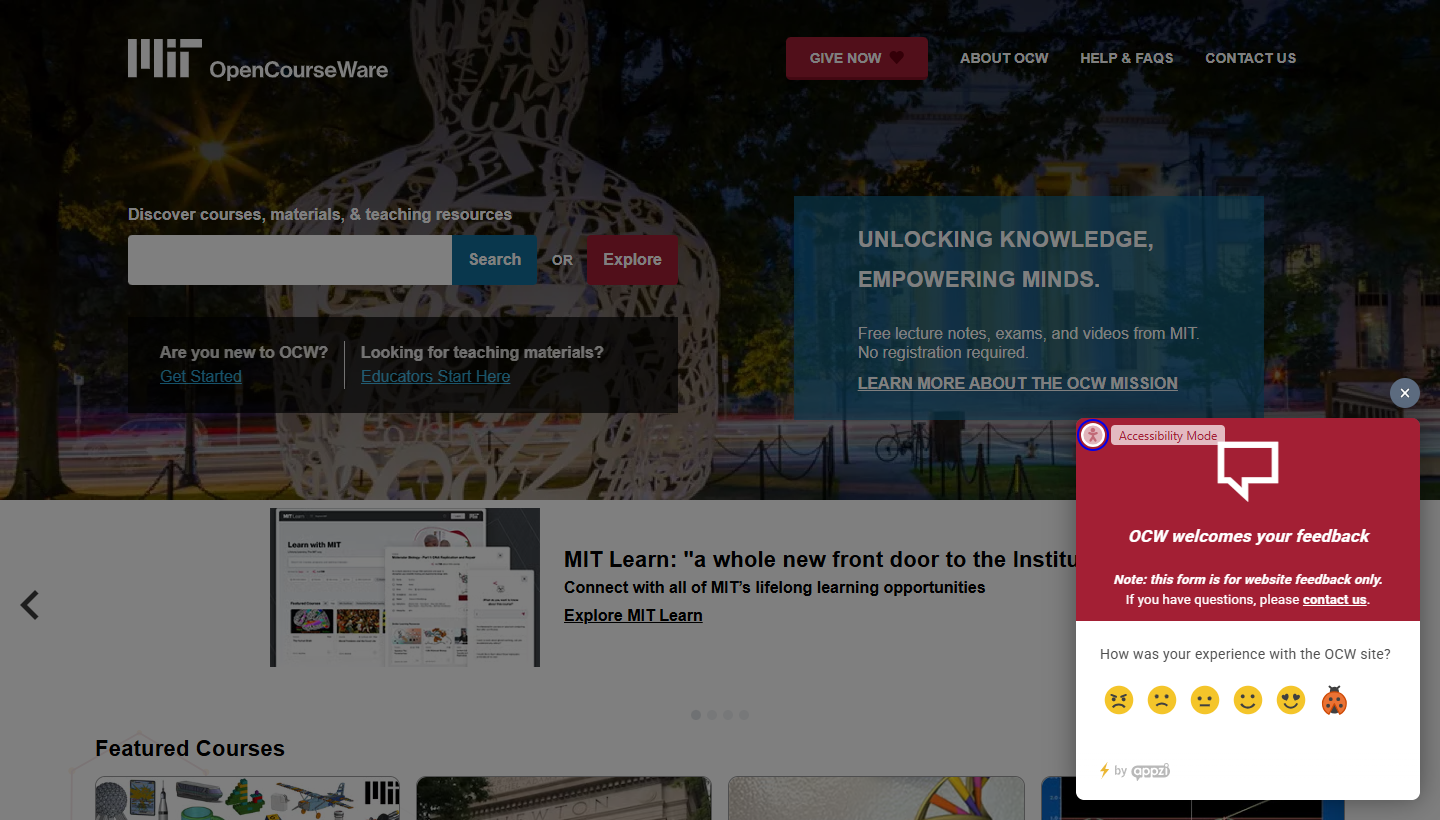 MIT OpenCourseWare
GIVE NOW
ABOUT OCW
HELP & FAQS
CONTACT US
Discover courses, materials, & teaching resources
Search
OR
Explore
Are you new to OCW?
Get Started
Looking for teaching materials?
Educators Start Here
UNLOCKING KNOWLEDGE,
EMPOWERING MINDS.
Free lecture notes, exams, and videos from MIT.
No registration required.
LEARN MORE ABOUT THE OCW MISSION
Accessibility Mode
OCW welcomes your feedback
Note: this form is for website feedback only.
If you have questions, please contact us.
How was your experience with the OCW site?
by appzi
Learn with MIT
MIT Learn: "a whole new front door to the Institu
Connect with all of MIT's lifelong learning opportunities
Explore MIT Learn
Featured Courses
MIT
NEWTON